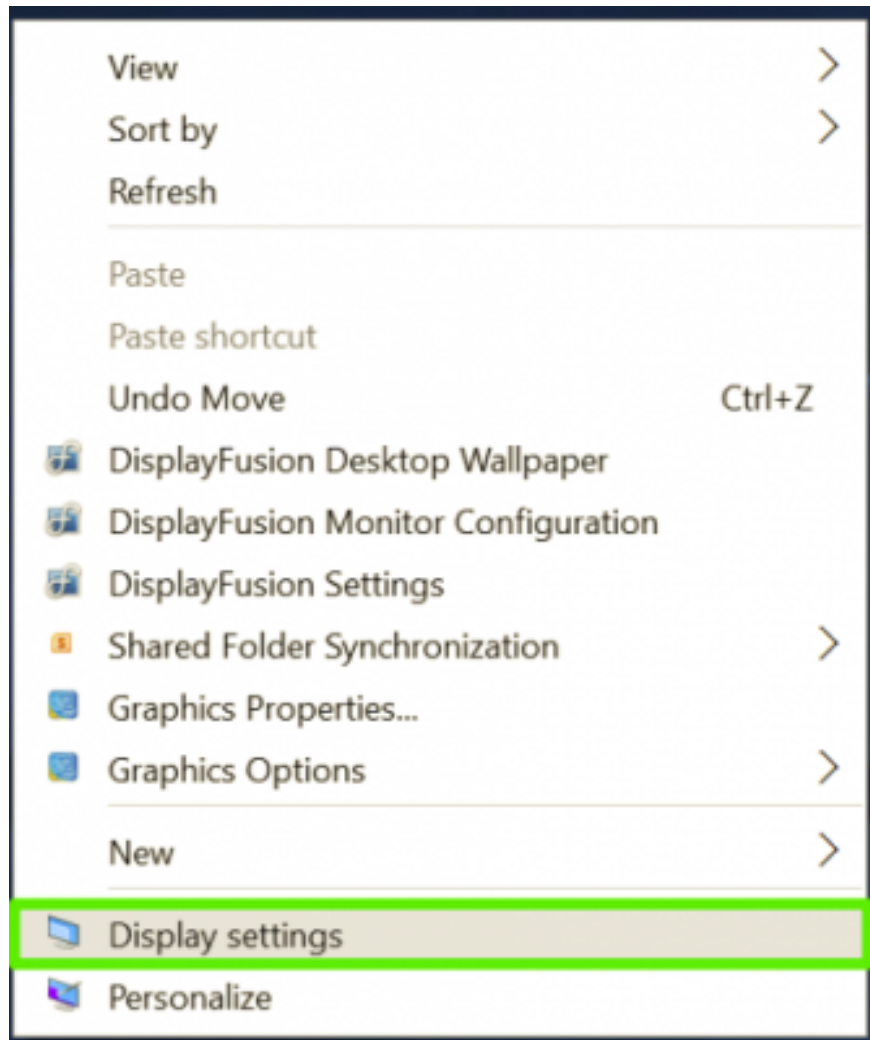 View
Sort by
Refresh
Paste
Paste shortcut
Undo Move Ctrl+Z
DisplayFusion Desktop Wallpaper
DisplayFusion Monitor Configuration
DisplayFusion Settings
Shared Folder Synchronization
Graphics Properties...
Graphics Options
New
Display settings
Personalize